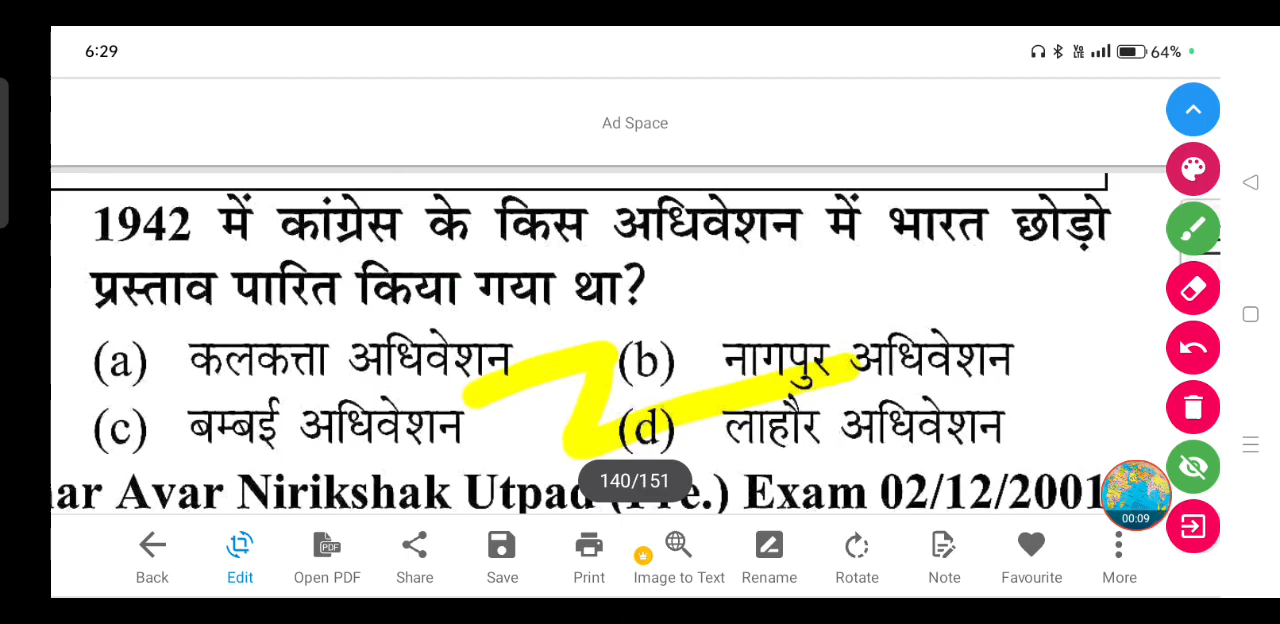 6:29
64%
Ad Space
1942 में कांग्रेस के किस अधिवेशन में भारत छोड़ो
प्रस्ताव पारित किया गया था?
(a) कलकत्ता अधिवेशन (b) नागपुर अधिवेशन
(c) बम्बई अधिवेशन (d) लाहौर अधिवेशन
Avar Nirikshak Exam 02/12/2001
140/151
00:09
PDF
Back Edit Open PDF Share Save Print Image to Text Rename Rotate Note Favourite More